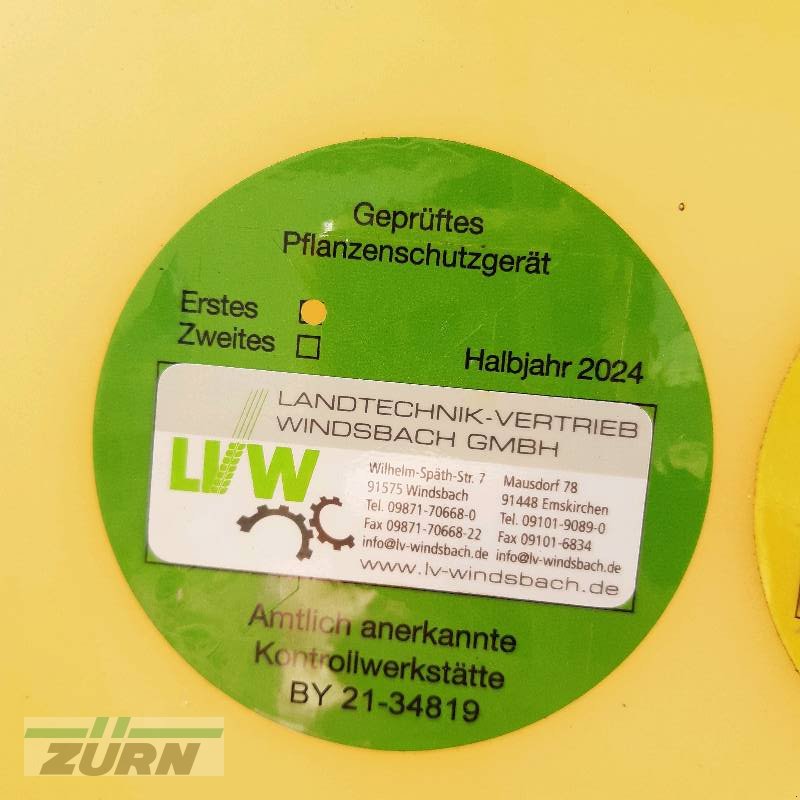 Geprüftes
Pflanzenschutzgerät
Erstes
Zweites
Halbjahr 2024
LANDTECHNIK-VERTRIEB
WINDSBACH GMBH
LVW
Wilhelm-Späth-Str. 7
91575 Windsbach
Tel. 09871-70668-0
Fax 09871-70668-22
info@lv-windsbach.de
Mausdorf 78
91448 Emskirchen
Tel. 09101-9089-0
Fax 09101-6834
info@lv-windsbach.de
www.lv-windsbach.de
Amtlich anerkannte
Kontrollwerkstätte
BY 21-34819
ZÜRN